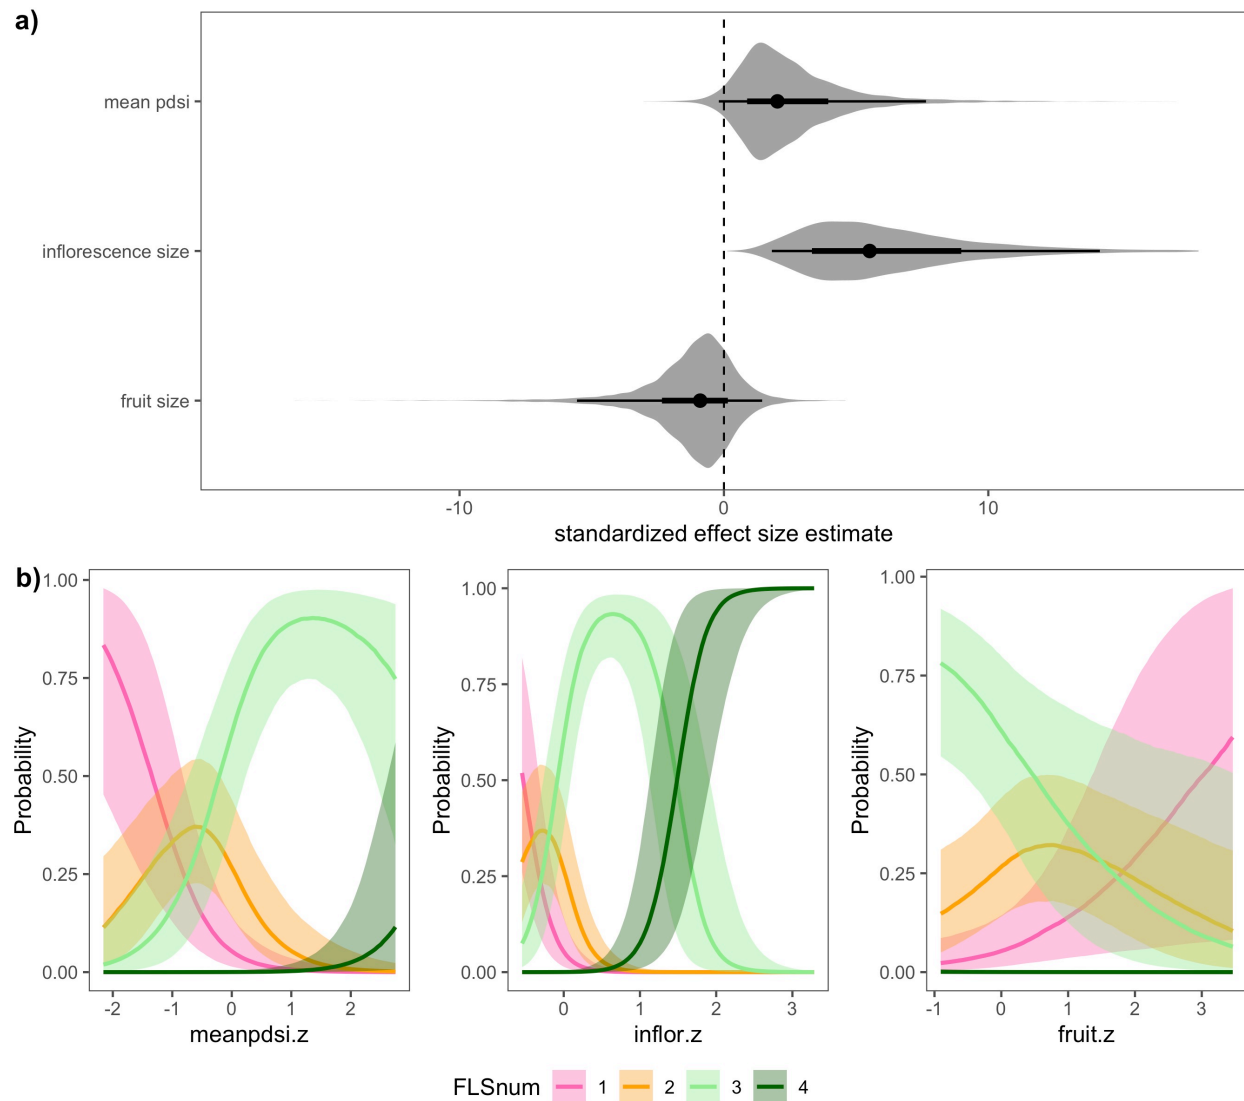 a)
mean pdsi
inflorescence size
fruit size
-10 0 10
standardized effect size estimate
b)
1.00
0.75
0.50
0.25
0.00
Probability
-2 -1 0 1 2
meanpdsi.z
1.00
0.75
0.50
0.25
0.00
Probability
0 1 2 3
inflor.z
1.00
0.75
0.50
0.25
0.00
Probability
-1 0 1 2 3
fruit.z
FLSnum 1 2 3 4